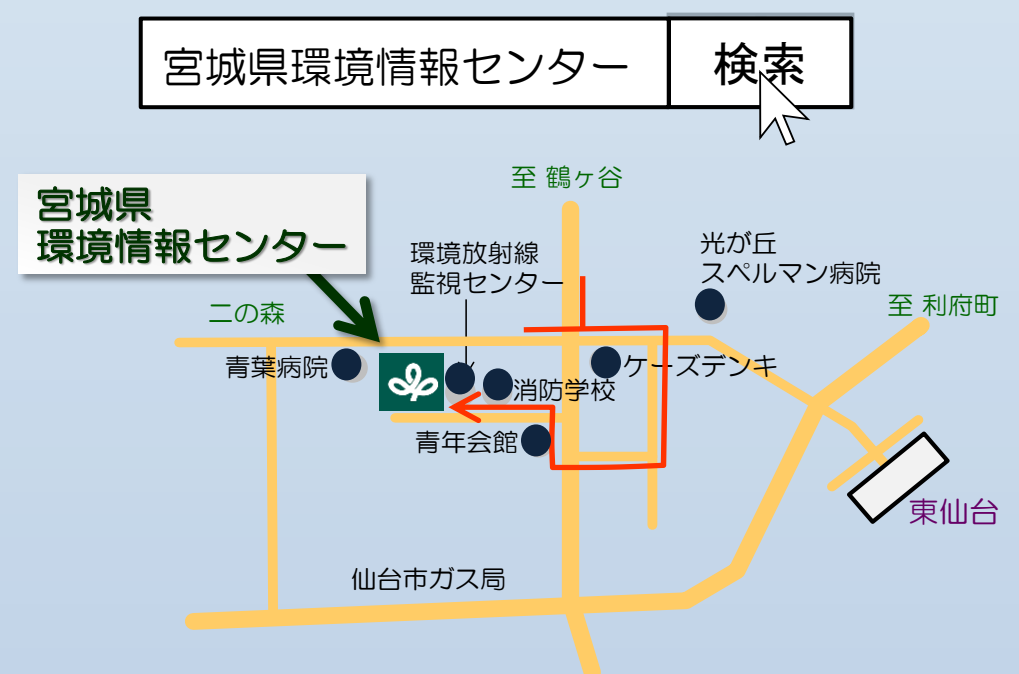 宮城県環境情報センター
検索
至 鶴ヶ谷
宮城県
環境情報センター
環境放射線
監視センター
光が丘
スペルマン病院
二の森
至 利府町
青葉病院
ケーズデンキ
消防学校
青年会館
東仙台
仙台市ガス局